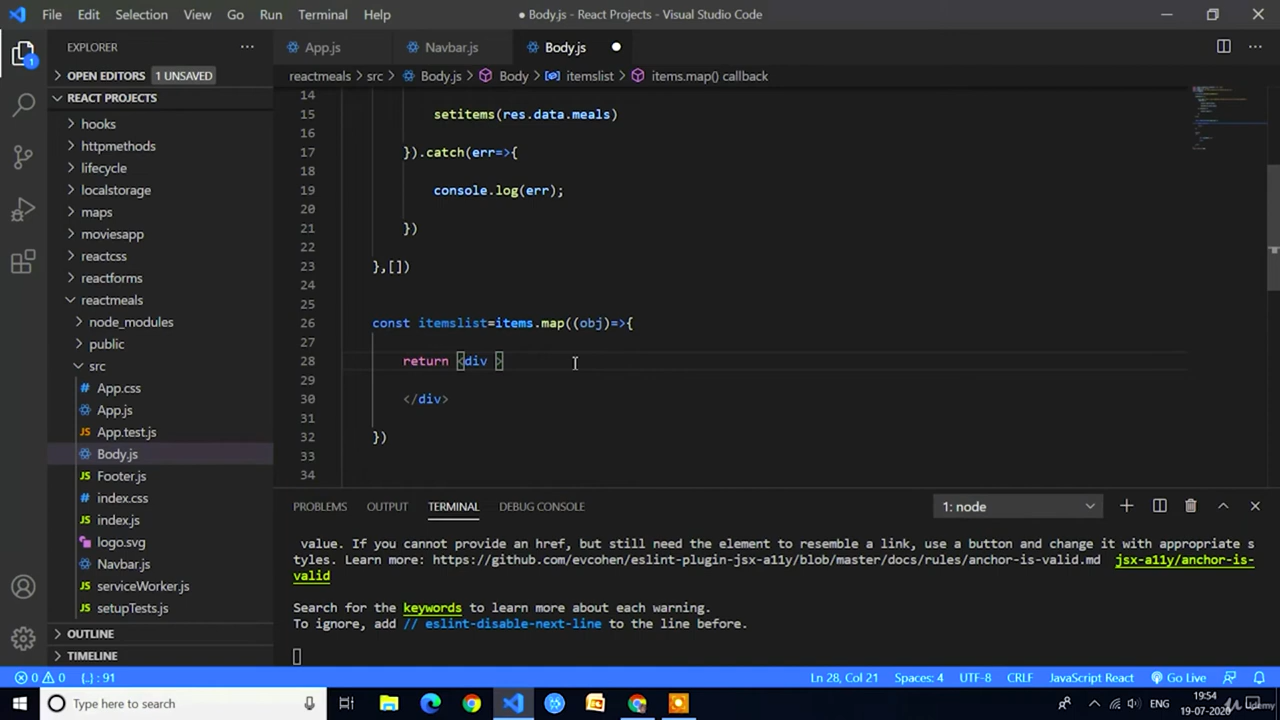 File Edit Selection View Go Run Terminal Help
● Body.js - React Projects - Visual Studio Code
EXPLORER
OPEN EDITORS 1 UNSAVED
REACT PROJECTS
hooks
httpmethods
lifecycle
localstorage
maps
moviesapp
reactcss
reactforms
reactmeals
node_modules
public
src
App.css
JS App.js
App.test.js
Body.js
JS Footer.js
index.css
JS index.js
logo.svg
Navbar.js
JS serviceWorker.js
JS setupTests.js
OUTLINE
TIMELINE
App.js Navbar.js Body.js ●
reactmeals > src > Body.js > Body > itemslist > items.map() callback
14
15 setitems(res.data.meals)
16
17 }).catch(err=>{
18
19 console.log(err);
20
21 })
22
23 },[])
24
25
26 const itemslist=items.map((obj)=>{
27
28 return <div >
29
30 </div>
31
32 })
33
34
PROBLEMS OUTPUT TERMINAL DEBUG CONSOLE 1: node
value. If you cannot provide an href, but still need the element to resemble a link, use a button and change it with appropriate s
tyles. Learn more: https://github.com/evcohen/eslint-plugin-jsx-a11y/blob/master/docs/rules/anchor-is-valid.md jsx-a11y/anchor-is-
valid
Search for the keywords to learn more about each warning.
To ignore, add // eslint-disable-next-line to the line before.
0 0 {..} : 91 Ln 28, Col 21 Spaces: 4 UTF-8 CRLF JavaScript React Go Live
Type here to search
ENG
19:54
19-07-2020
Udemy